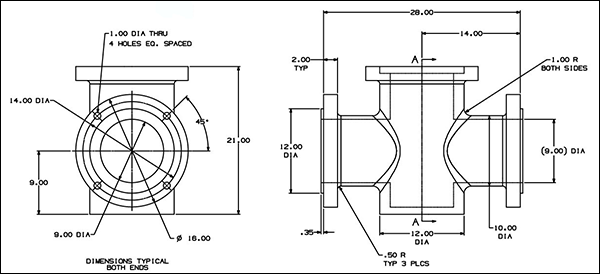 1.00 DIA THRU
4 HOLES EQ. SPACED
14.00 DIA
45°
21.00
9.00
9.00 DIA
Ø 16.00
DIMENSIONS TYPICAL
BOTH ENDS
28.00
14.00
2.00
TYP
A
1.00 R
BOTH SIDES
12.00
DIA
(9.00) DIA
.35
A
12.00
DIA
10.00
DIA
.50 R
TYP 3 PLCS